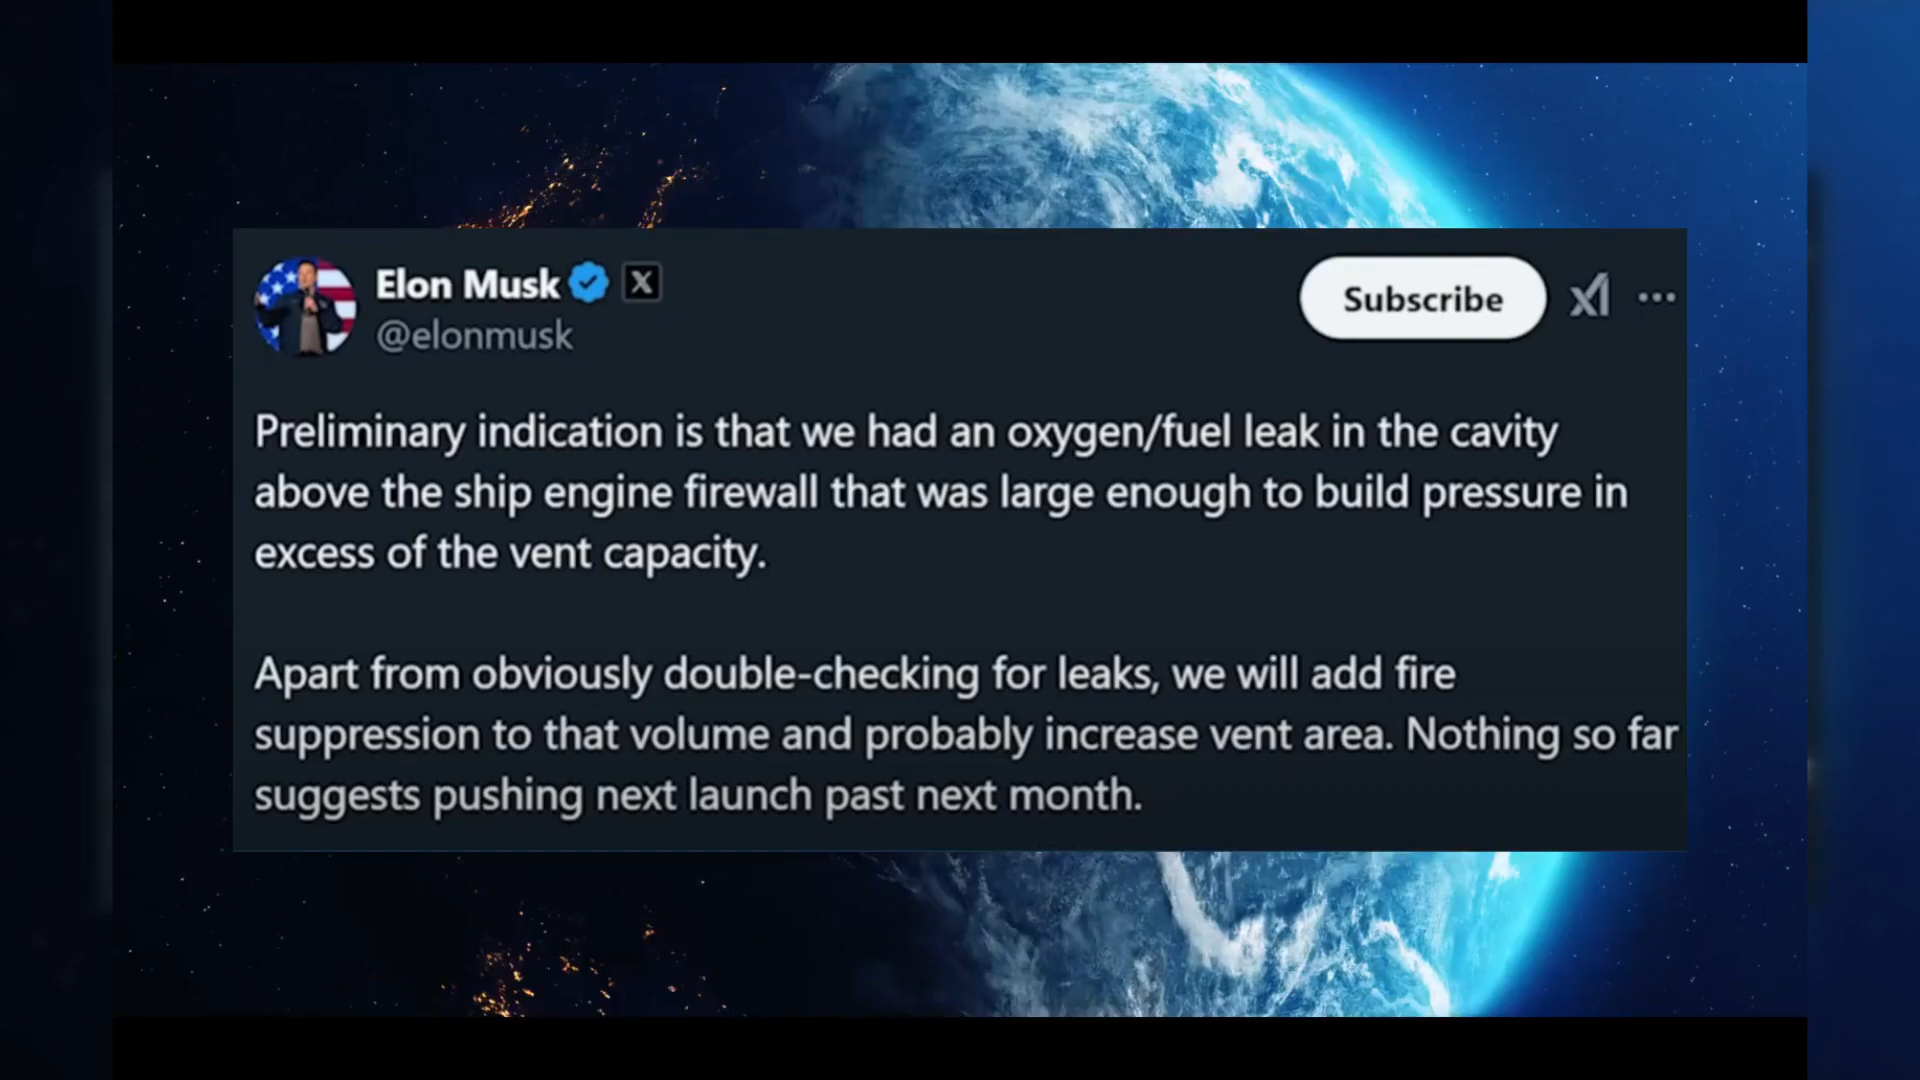 Elon Musk X
@elonmusk
Subscribe
Preliminary indication is that we had an oxygen/fuel leak in the cavity
above the ship engine firewall that was large enough to build pressure in
excess of the vent capacity.
Apart from obviously double-checking for leaks, we will add fire
suppression to that volume and probably increase vent area. Nothing so far
suggests pushing next launch past next month.